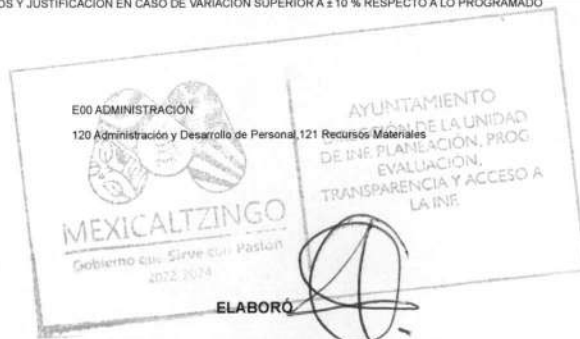 OS Y JUSTIFICACIÓN EN CASO DE VARIACIÓN SUPERIOR A ± 10 % RESPECTO A LO PROGRAMADO
E00 ADMINISTRACIÓN
120 Administración y Desarrollo de Personal,121 Recursos Materiales
AYUNTAMIENTO
DE LA UNIDAD
DE INF. PLANEACIÓN, PROG.
EVALUACIÓN,
TRANSPARENCIA Y ACCESO A
LA INF.
MEXICALTZINGO
Gobierno que Sirve con Pasión
2022-2024
ELABORÓ